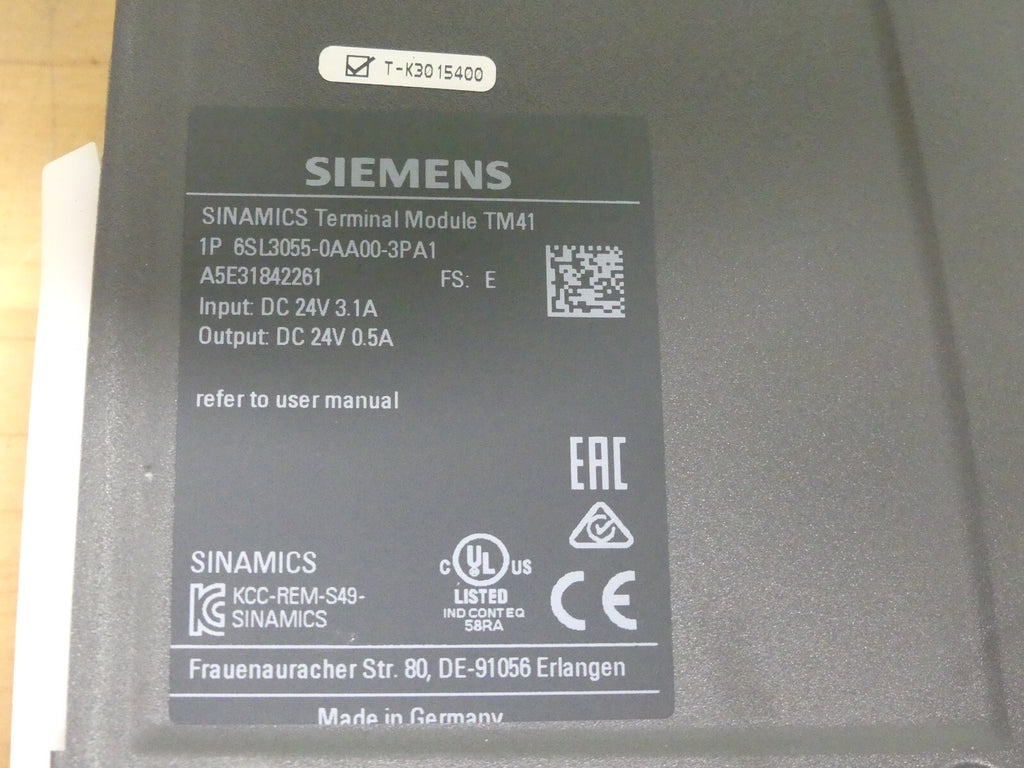 T-K3015400
SIEMENS
SINAMICS Terminal Module TM41
1P 6SL3055-0AA00-3PA1
A5E31842261 FS: E
Input: DC 24V 3.1A
Output: DC 24V 0.5A
refer to user manual
EAC
SINAMICS
KCC-REM-S49-
SINAMICS
C UL US
LISTED
IND CONT EQ
58RA
CE
Frauenauracher Str. 80, DE-91056 Erlangen
Made in Germany